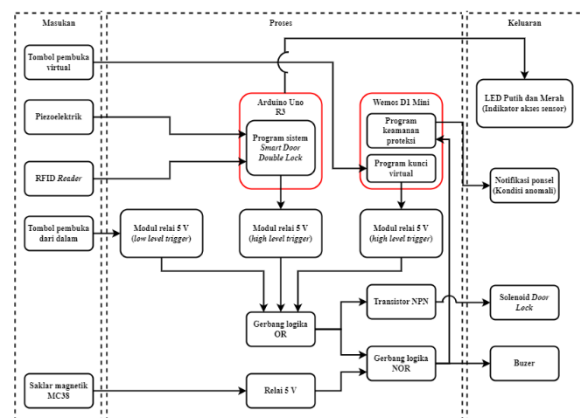 Masukan
Proses
Keluaran
Tombol pembuka
virtual
Piezoelektrik
RFID Reader
Tombol pembuka
dari dalam
Saklar magnetik
MC38
Arduino Uno
R3
Program sistem
Smart Door
Double Lock
Wemos D1 Mini
Program
keamanan
proteksi
Program kunci
virtual
Modul relai 5 V
(low level trigger)
Modul relai 5 V
(high level trigger)
Modul relai 5 V
(high level trigger)
Gerbang logika
OR
Transistor NPN
Gerbang logika
NOR
Relai 5 V
LED Putih dan Merah
(Indikator akses sensor)
Notifikasi ponsel
(Kondisi anomali)
Solenoid Door
Lock
Buzer